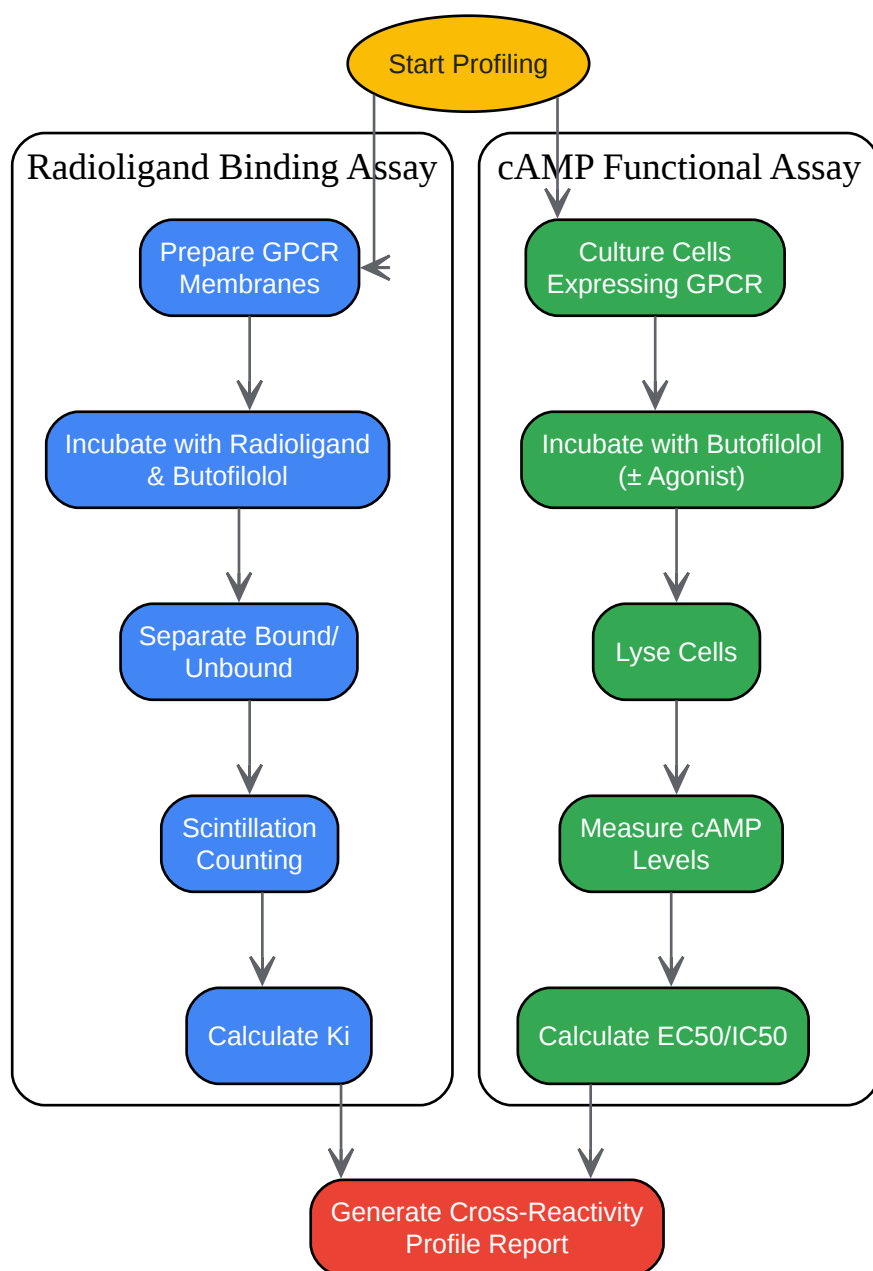 Start Profiling
Radioligand Binding Assay
Prepare GPCR
Membranes
Incubate with Radioligand
& Butofilolol
Separate Bound/
Unbound
Scintillation
Counting
Calculate Ki
cAMP Functional Assay
Culture Cells
Expressing GPCR
Incubate with Butofilolol
(± Agonist)
Lyse Cells
Measure cAMP
Levels
Calculate EC50/IC50
Generate Cross-Reactivity
Profile Report